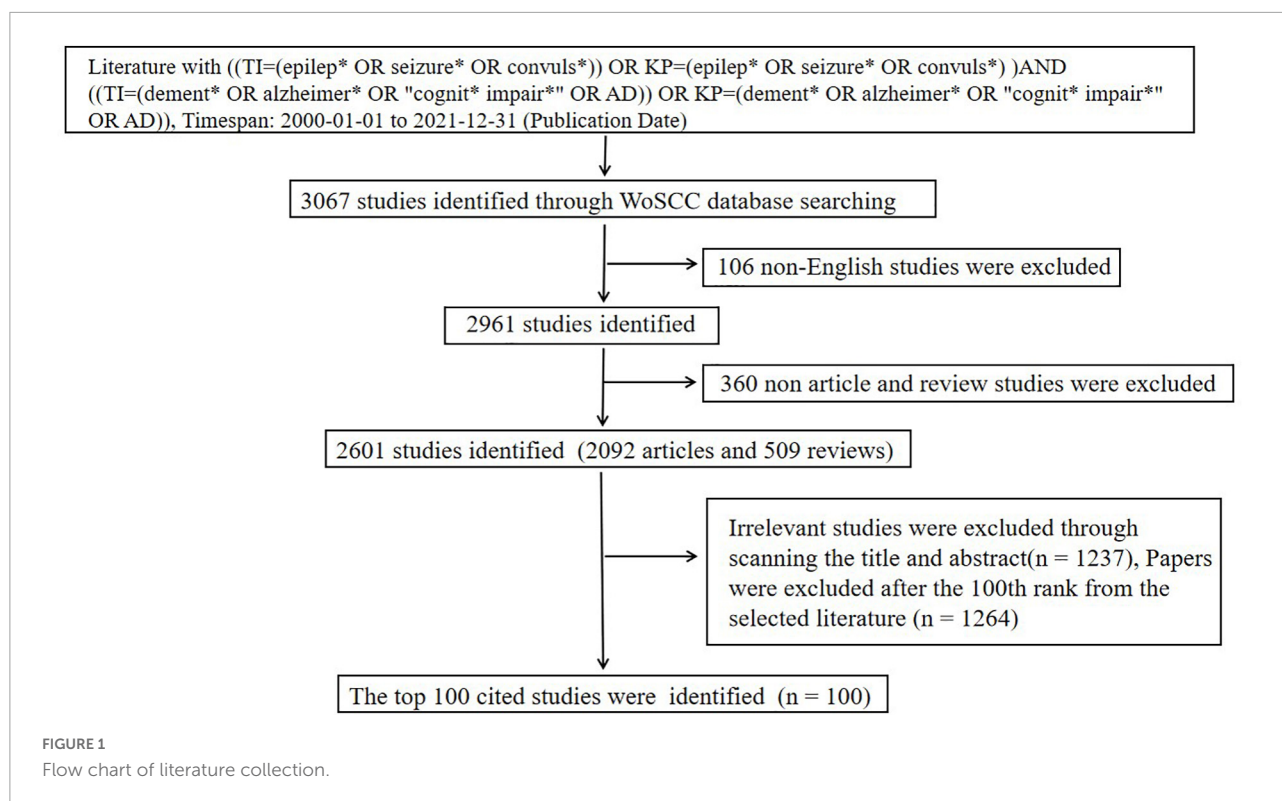 Literature with ((TI=(epilep* OR seizure* OR convuls*)) OR KP=(epilep* OR seizure* OR convuls*) )AND
((TI=(dement* OR alzheimer* OR "cognit* impair*" OR AD)) OR KP=(dement* OR alzheimer* OR "cognit* impair*"
OR AD)), Timespan: 2000-01-01 to 2021-12-31 (Publication Date)
3067 studies identified through WoSCC database searching
106 non-English studies were excluded
2961 studies identified
360 non article and review studies were excluded
2601 studies identified (2092 articles and 509 reviews)
Irrelevant studies were excluded through
scanning the title and abstract(n = 1237), Papers
were excluded after the 100th rank from the
selected literature (n = 1264)
The top 100 cited studies were identified (n = 100)
FIGURE 1
Flow chart of literature collection.